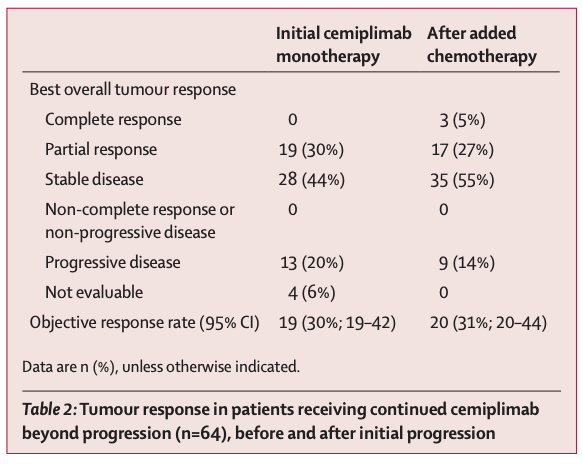 Initial cemiplimab monotherapy After added chemotherapy
Best overall tumour response
Complete response 0 3 (5%)
Partial response 19 (30%) 17 (27%)
Stable disease 28 (44%) 35 (55%)
Non-complete response or non-progressive disease 0 0
Progressive disease 13 (20%) 9 (14%)
Not evaluable 4 (6%) 0
Objective response rate (95% CI) 19 (30%; 19–42) 20 (31%; 20–44)
Data are n (%), unless otherwise indicated.
Table 2: Tumour response in patients receiving continued cemiplimab
beyond progression (n=64), before and after initial progression